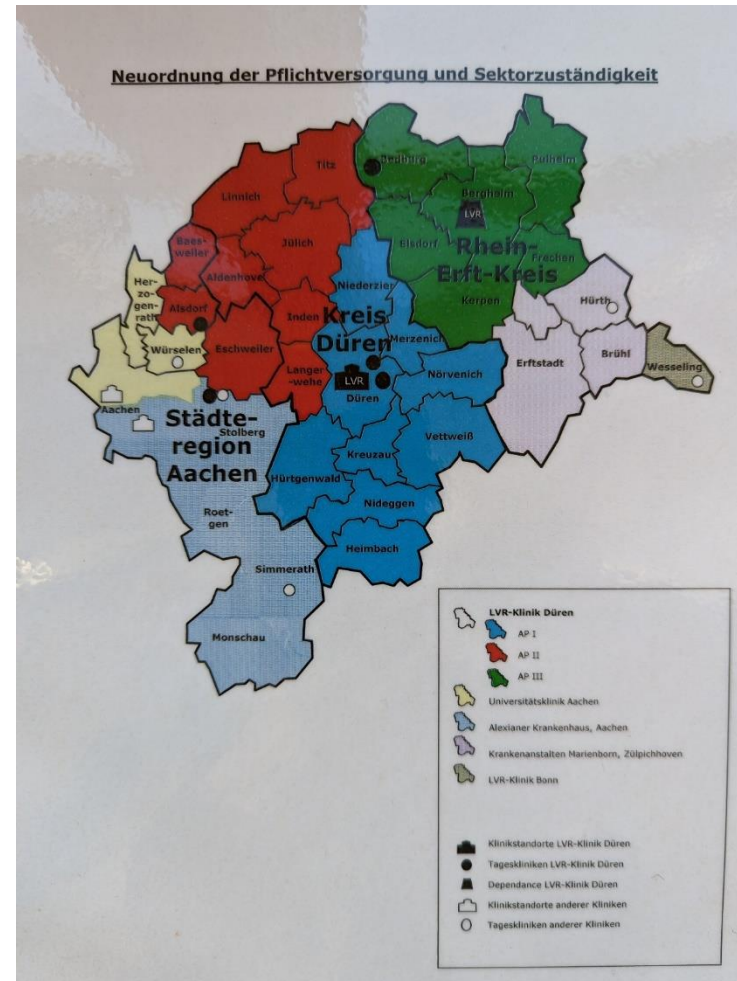 Neuordnung der Pflichtversorgung und Sektorzuständigkeit
Titz
Bedburg
Pulheim
Linnich
Bergheim
LVR
Jülich
Elsdorf
Rhein-
Erft-Kreis
Frechen
Baes-
weiler
Aldenhove
Her-
zo-
gen-
rath
Niederzier
Kerpen
Hürth
Alsdorf
Inden
Kreis
Düren
Merzenich
Würselen
Eschweiler
Erftstadt
Brühl
Wesseling
Langer-
-wehe
LVR
Düren
Nörvenich
Aachen
Städte-
region
Aachen
Stolberg
Vettweiß
Kreuzau
Hürtgenwald
Nideggen
Roet-
gen
Heimbach
Simmerath
Monschau
LVR-Klinik Düren
AP I
AP II
AP III
Universitätsklinik Aachen
Alexianer Krankenhaus, Aachen
Krankenanstalten Marienborn, Zülpichhoven
LVR-Klinik Bonn
Klinikstandorte LVR-Klinik Düren
Tageskliniken LVR-Klinik Düren
Dependance LVR-Klinik Düren
Klinikstandorte anderer Kliniken
Tageskliniken anderer Kliniken